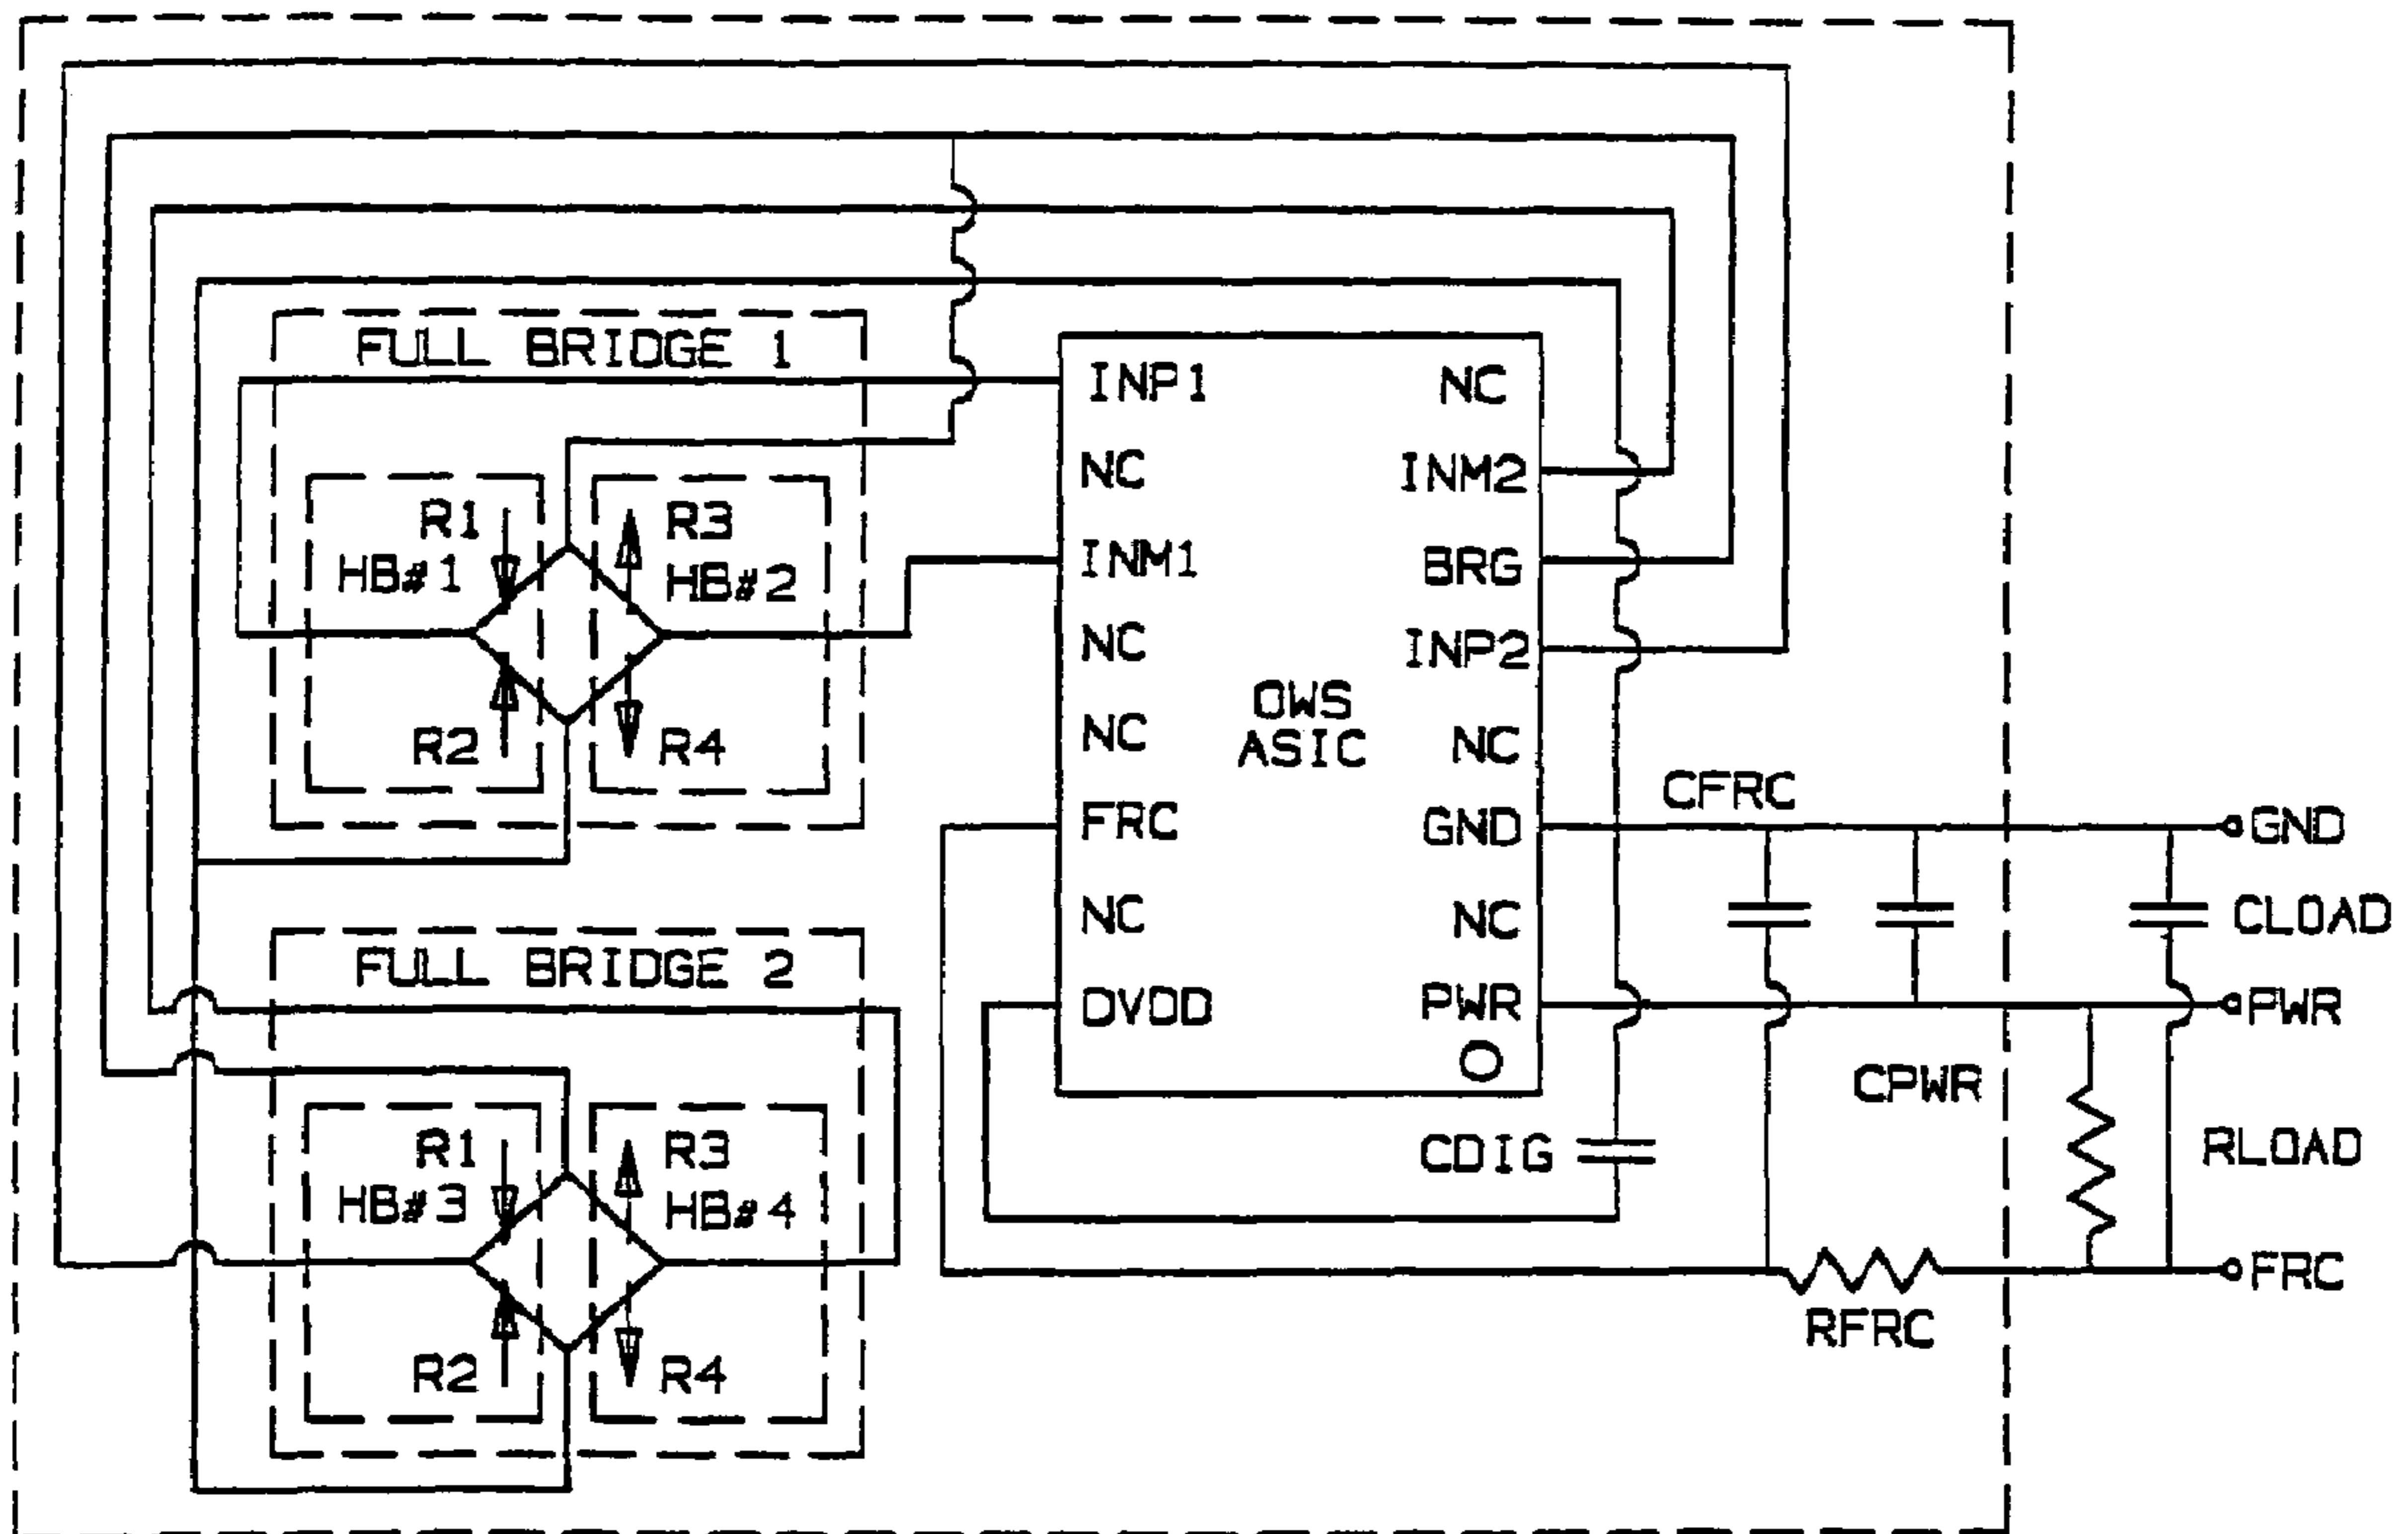 FULL BRIDGE 1
R1
HB#1
R3
HB#2
R2
R4
FULL BRIDGE 2
R1
HB#3
R3
HB#4
R2
R4
INP1
NC
INM1
NC
NC
FRC
NC
DVDD
OWS
ASIC
NC
INM2
BRG
INP2
NC
GND
NC
PWR
CFRC
CPWR
CDIG
RFRC
GND
CLOAD
PWR
RLOAD
FRC